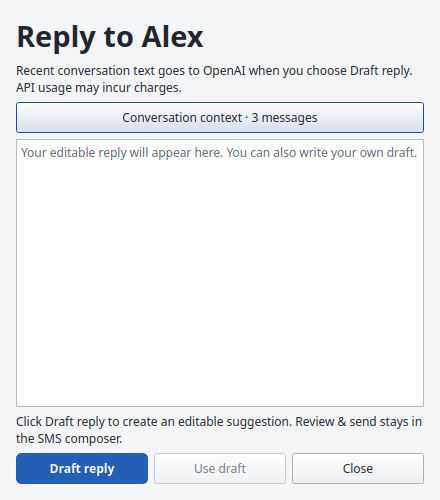 Reply to Alex
Recent conversation text goes to OpenAI when you choose Draft reply.
API usage may incur charges.
Conversation context · 3 messages
Your editable reply will appear here. You can also write your own draft.
Click Draft reply to create an editable suggestion. Review & send stays in
the SMS composer.
Draft reply
Use draft
Close